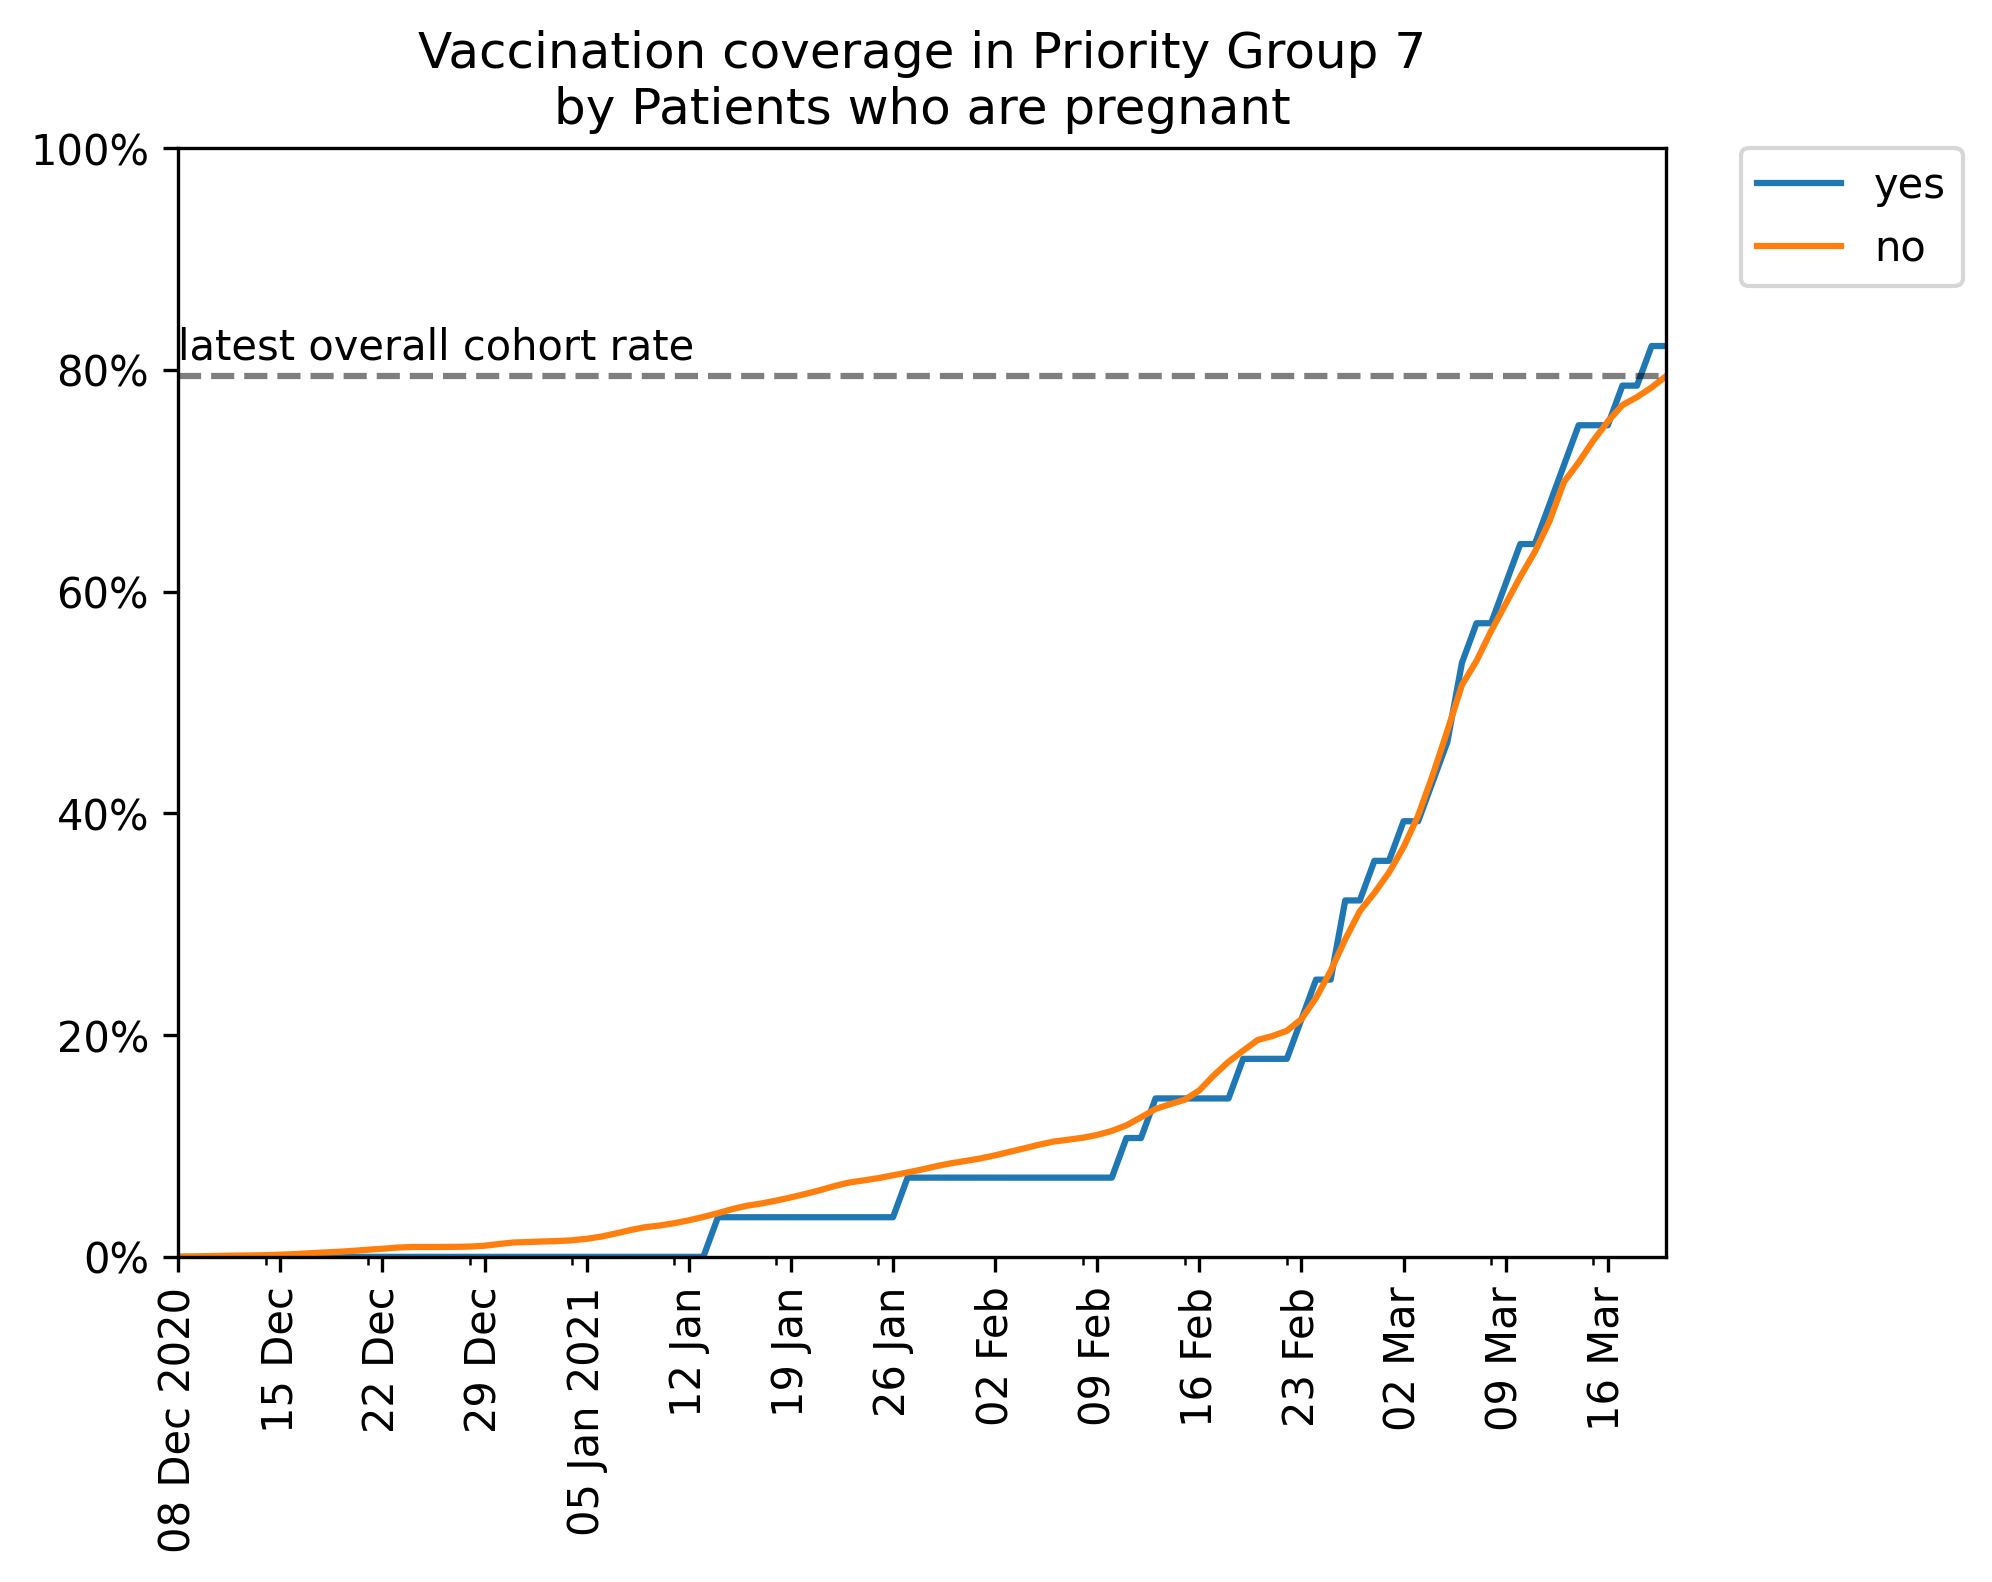 Vaccination coverage in Priority Group 7
by Patients who are pregnant
100%
80%
60%
40%
20%
0%
latest overall cohort rate
yes
no
08 Dec 2020
15 Dec
22 Dec
29 Dec
05 Jan 2021
12 Jan
19 Jan
26 Jan
02 Feb
09 Feb
16 Feb
23 Feb
02 Mar
09 Mar
16 Mar